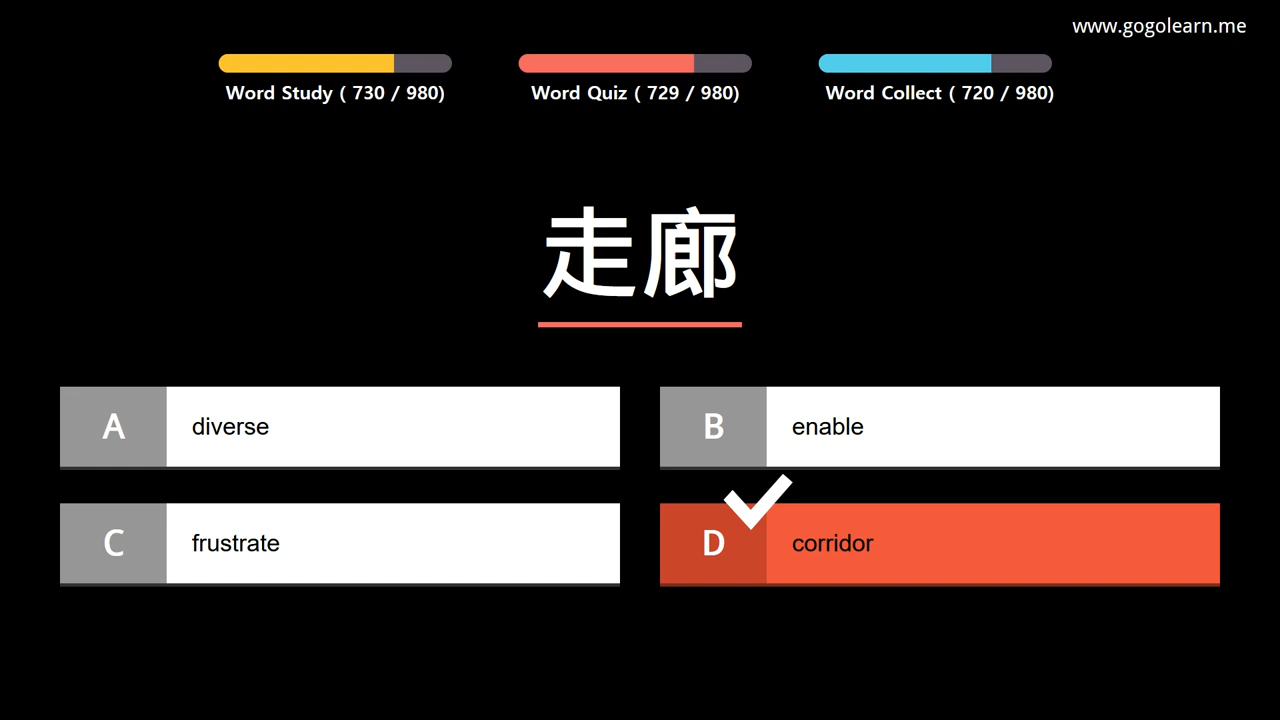 www.gogolearn.me
Word Study ( 730 / 980)
Word Quiz ( 729 / 980)
Word Collect ( 720 / 980)
走廊
A diverse
B enable
C frustrate
D corridor